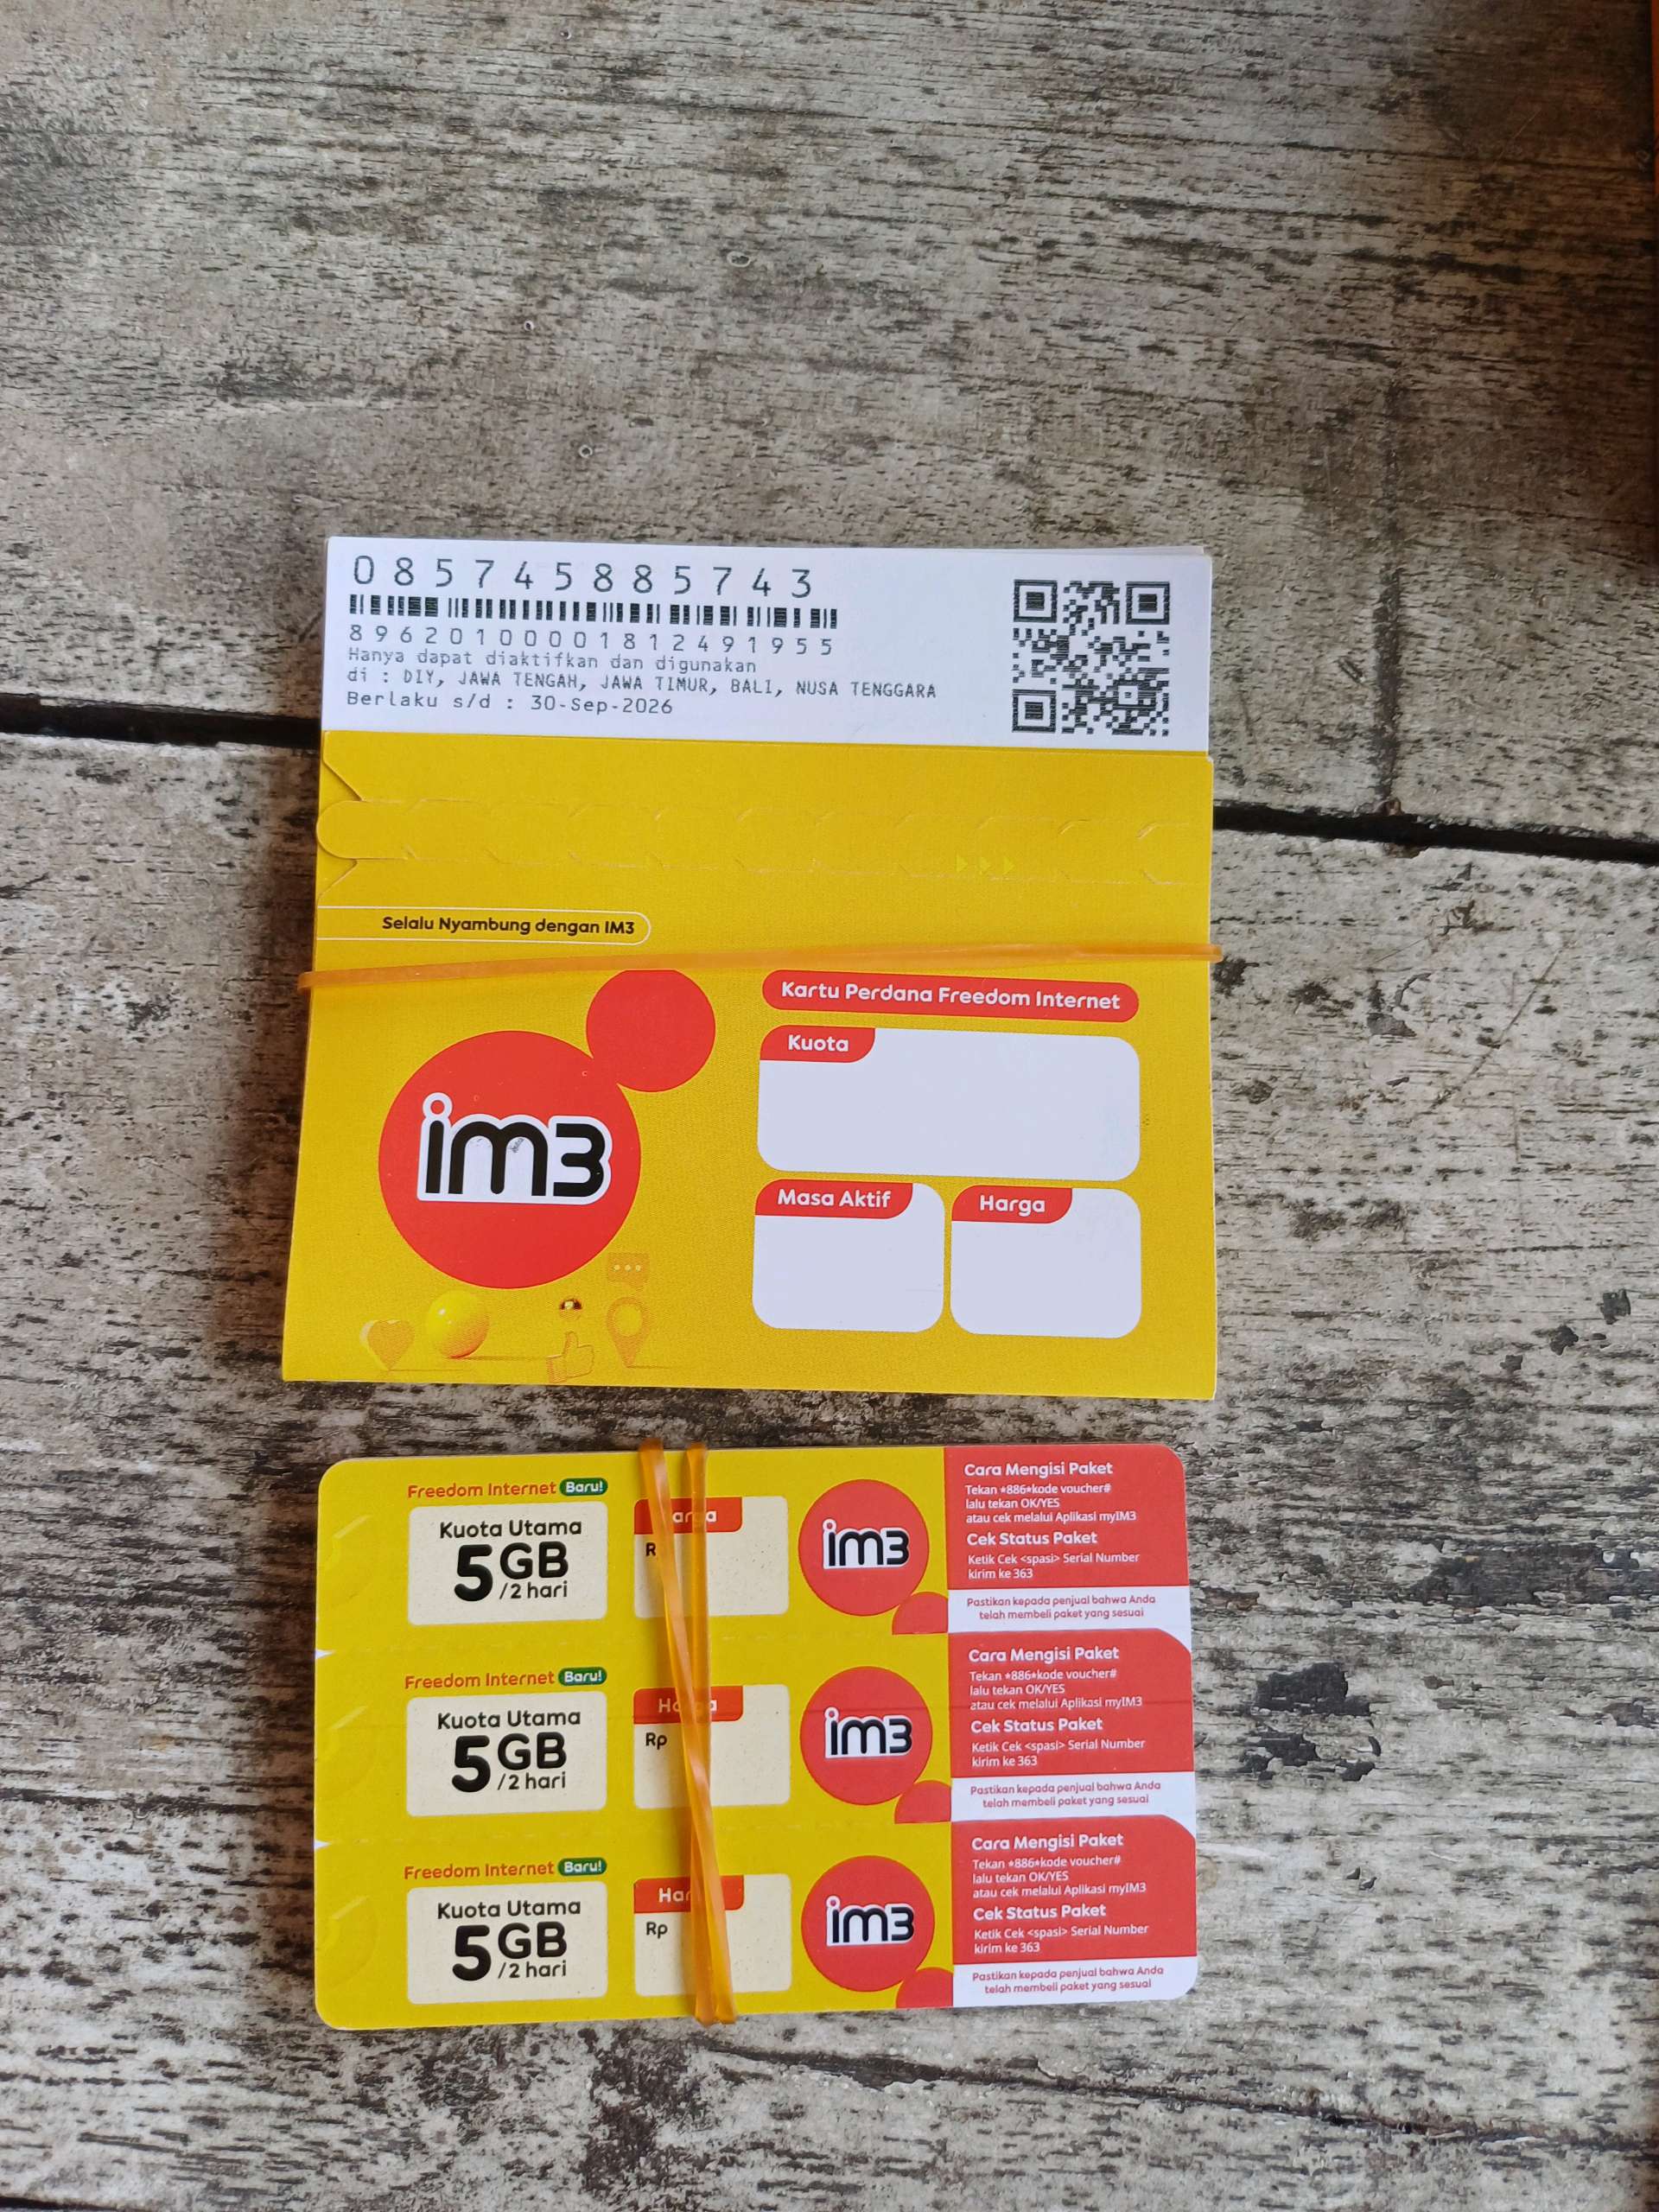 085745885743
89620100001812491955
Hanya dapat diaktifkan dan digunakan
di : DIY, JAWA TENGAH, JAWA TIMUR, BALI, NUSA TENGGARA
Berlaku s/d : 30-Sep-2026
Selalu Nyambung dengan IM3
Kartu Perdana Freedom Internet
Kuota
im3
Masa Aktif
Harga
Freedom Internet Baru!
Kuota Utama
5GB
/2 hari
R
im3
Cara Mengisi Paket
Tekan *886*kode voucher#
lalu tekan OK/YES
atau cek melalui Aplikasi myIM3
Cek Status Paket
Ketik Cek <spasi> Serial Number
kirim ke 363
Pastikan kepada penjual bahwa Anda
telah membeli paket yang sesuai
Freedom Internet Baru!
Kuota Utama
5GB
/2 hari
Rp
im3
Cara Mengisi Paket
Tekan *886*kode voucher#
lalu tekan OK/YES
atau cek melalui Aplikasi myIM3
Cek Status Paket
Ketik Cek <spasi> Serial Number
kirim ke 363
Pastikan kepada penjual bahwa Anda
telah membeli paket yang sesuai
Freedom Internet Baru!
Kuota Utama
5GB
/2 hari
Har
Rp
im3
Cara Mengisi Paket
Tekan *886*kode voucher#
lalu tekan OK/YES
atau cek melalui Aplikasi myIM3
Cek Status Paket
Ketik Cek <spasi> Serial Number
kirim ke 363
Pastikan kepada penjual bahwa Anda
telah membeli paket yang sesuai